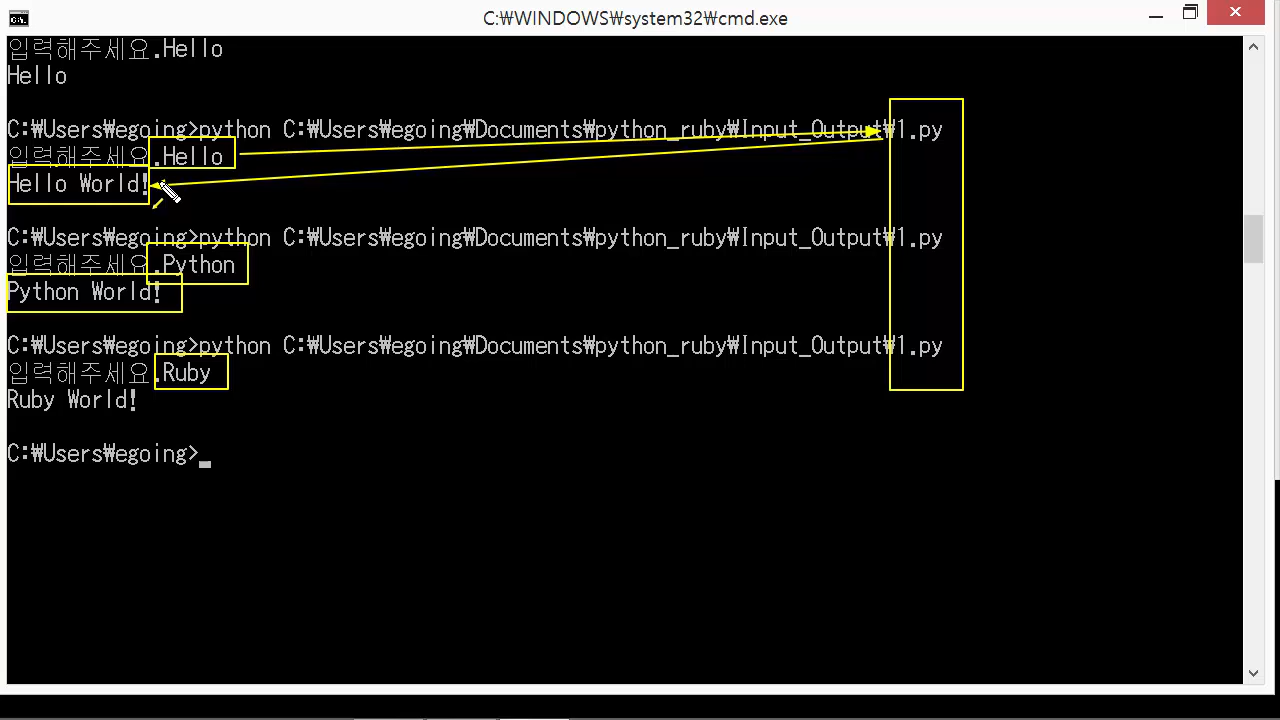 C:₩WINDOWS₩system32₩cmd.exe
입력해주세요.Hello
Hello
C:₩Users₩egoing>python C:₩Users₩egoing₩Documents₩python_ruby₩Input_Output₩1.py
입력해주세요.Hello
Hello World!
C:₩Users₩egoing>python C:₩Users₩egoing₩Documents₩python_ruby₩Input_Output₩1.py
입력해주세요.Python
Python World!
C:₩Users₩egoing>python C:₩Users₩egoing₩Documents₩python_ruby₩Input_Output₩1.py
입력해주세요.Ruby
Ruby World!
C:₩Users₩egoing>_